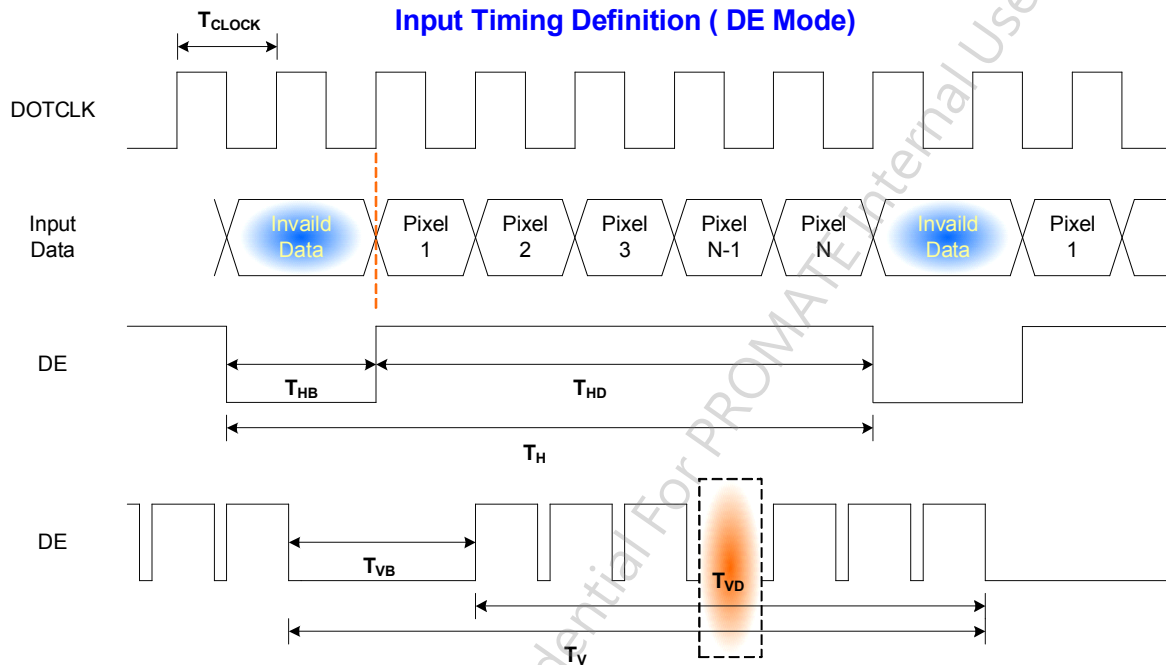 Input Timing Definition ( DE Mode)
TCLOCK
DOTCLK
Input
Data
Invaild
Data
Pixel
1
Pixel
2
Pixel
3
Pixel
N-1
Pixel
N
Invaild
Data
Pixel
1
DE
THB
THD
TH
DE
TVB
TVD
TV
For PROMATE Internal Use